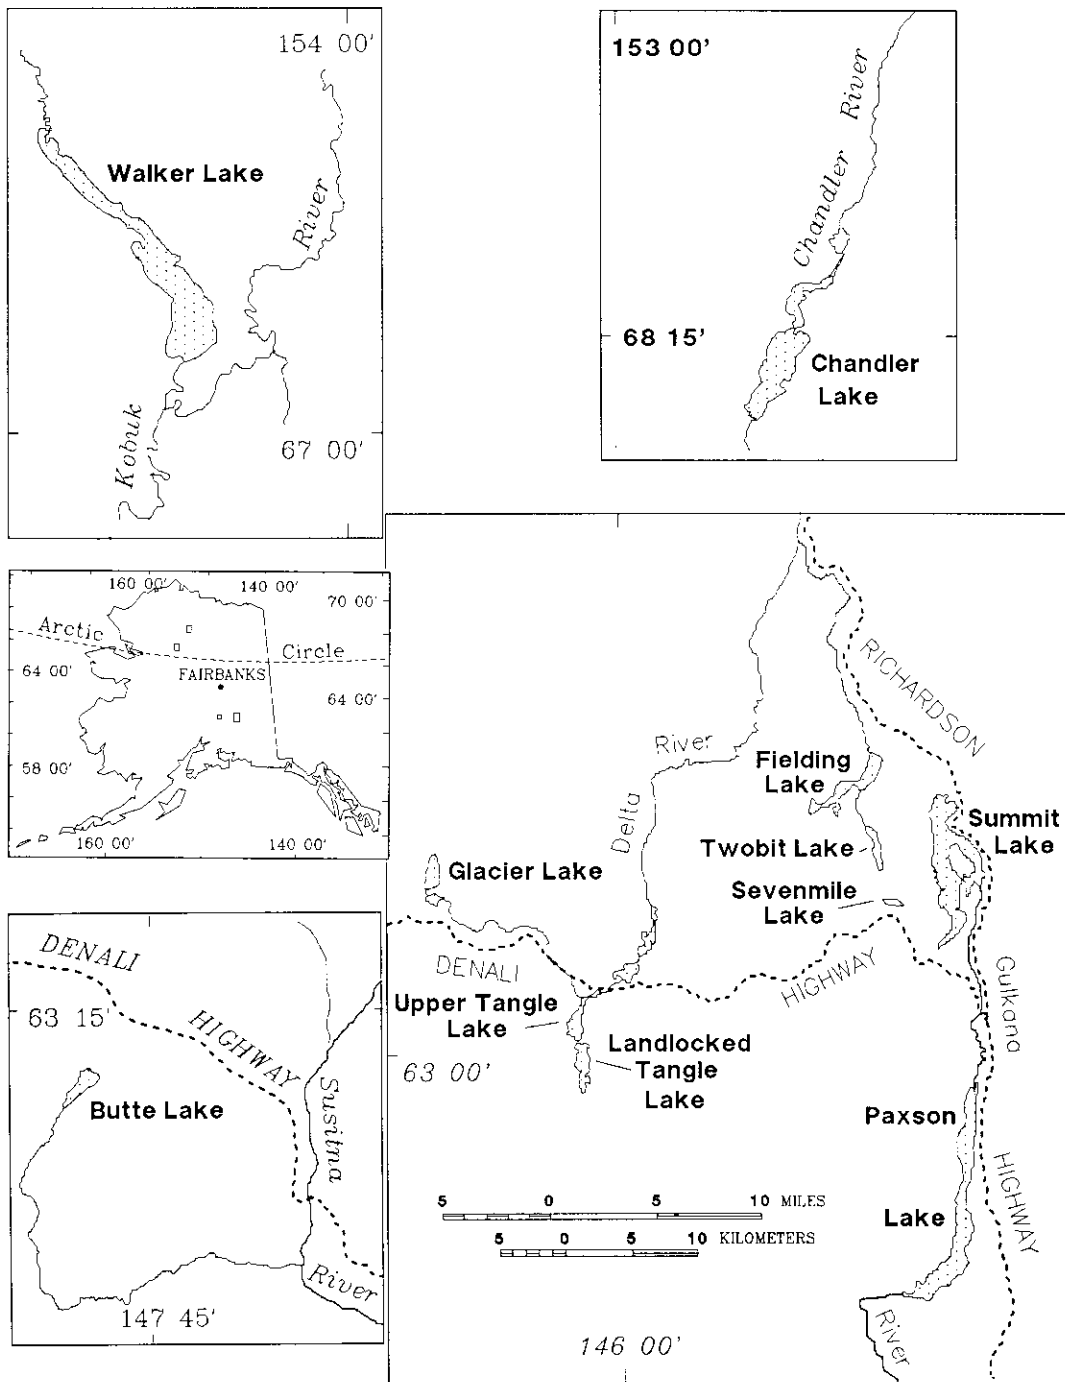 154 00'
Walker Lake
River
Kobuk
67 00'
153 00'
Chandler River
68 15'
Chandler
Lake
160 00'
140 00'
70 00'
Arctic
Circle
64 00'
FAIRBANKS
64 00'
58 00'
160 00'
140 00'
DENALI
63 15'
HIGHWAY
Butte Lake
Susitna
River
147 45'
RICHARDSON
River
Fielding
Lake
Delta
Summit
Lake
Twobit Lake
Glacier Lake
Sevenmile
Lake
DENALI
HIGHWAY
Gulkana
Upper Tangle
Lake
Landlocked
Tangle
Lake
63 00'
Paxson
HIGHWAY
Lake
5 0 5 10 MILES
5 0 5 10 KILOMETERS
River
146 00'